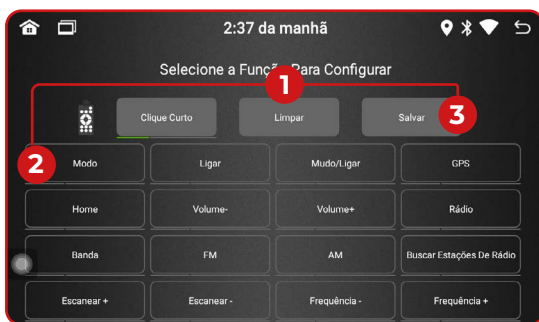 2:37 da manhã
Selecione a Função Para Configurar
1
Clique Curto Limpar Salvar 3
2 Modo Ligar Mudo/Ligar GPS
Home Volume- Volume+ Rádio
Banda FM AM Buscar Estações De Rádio
Escanear + Escanear - Frequência - Frequência +